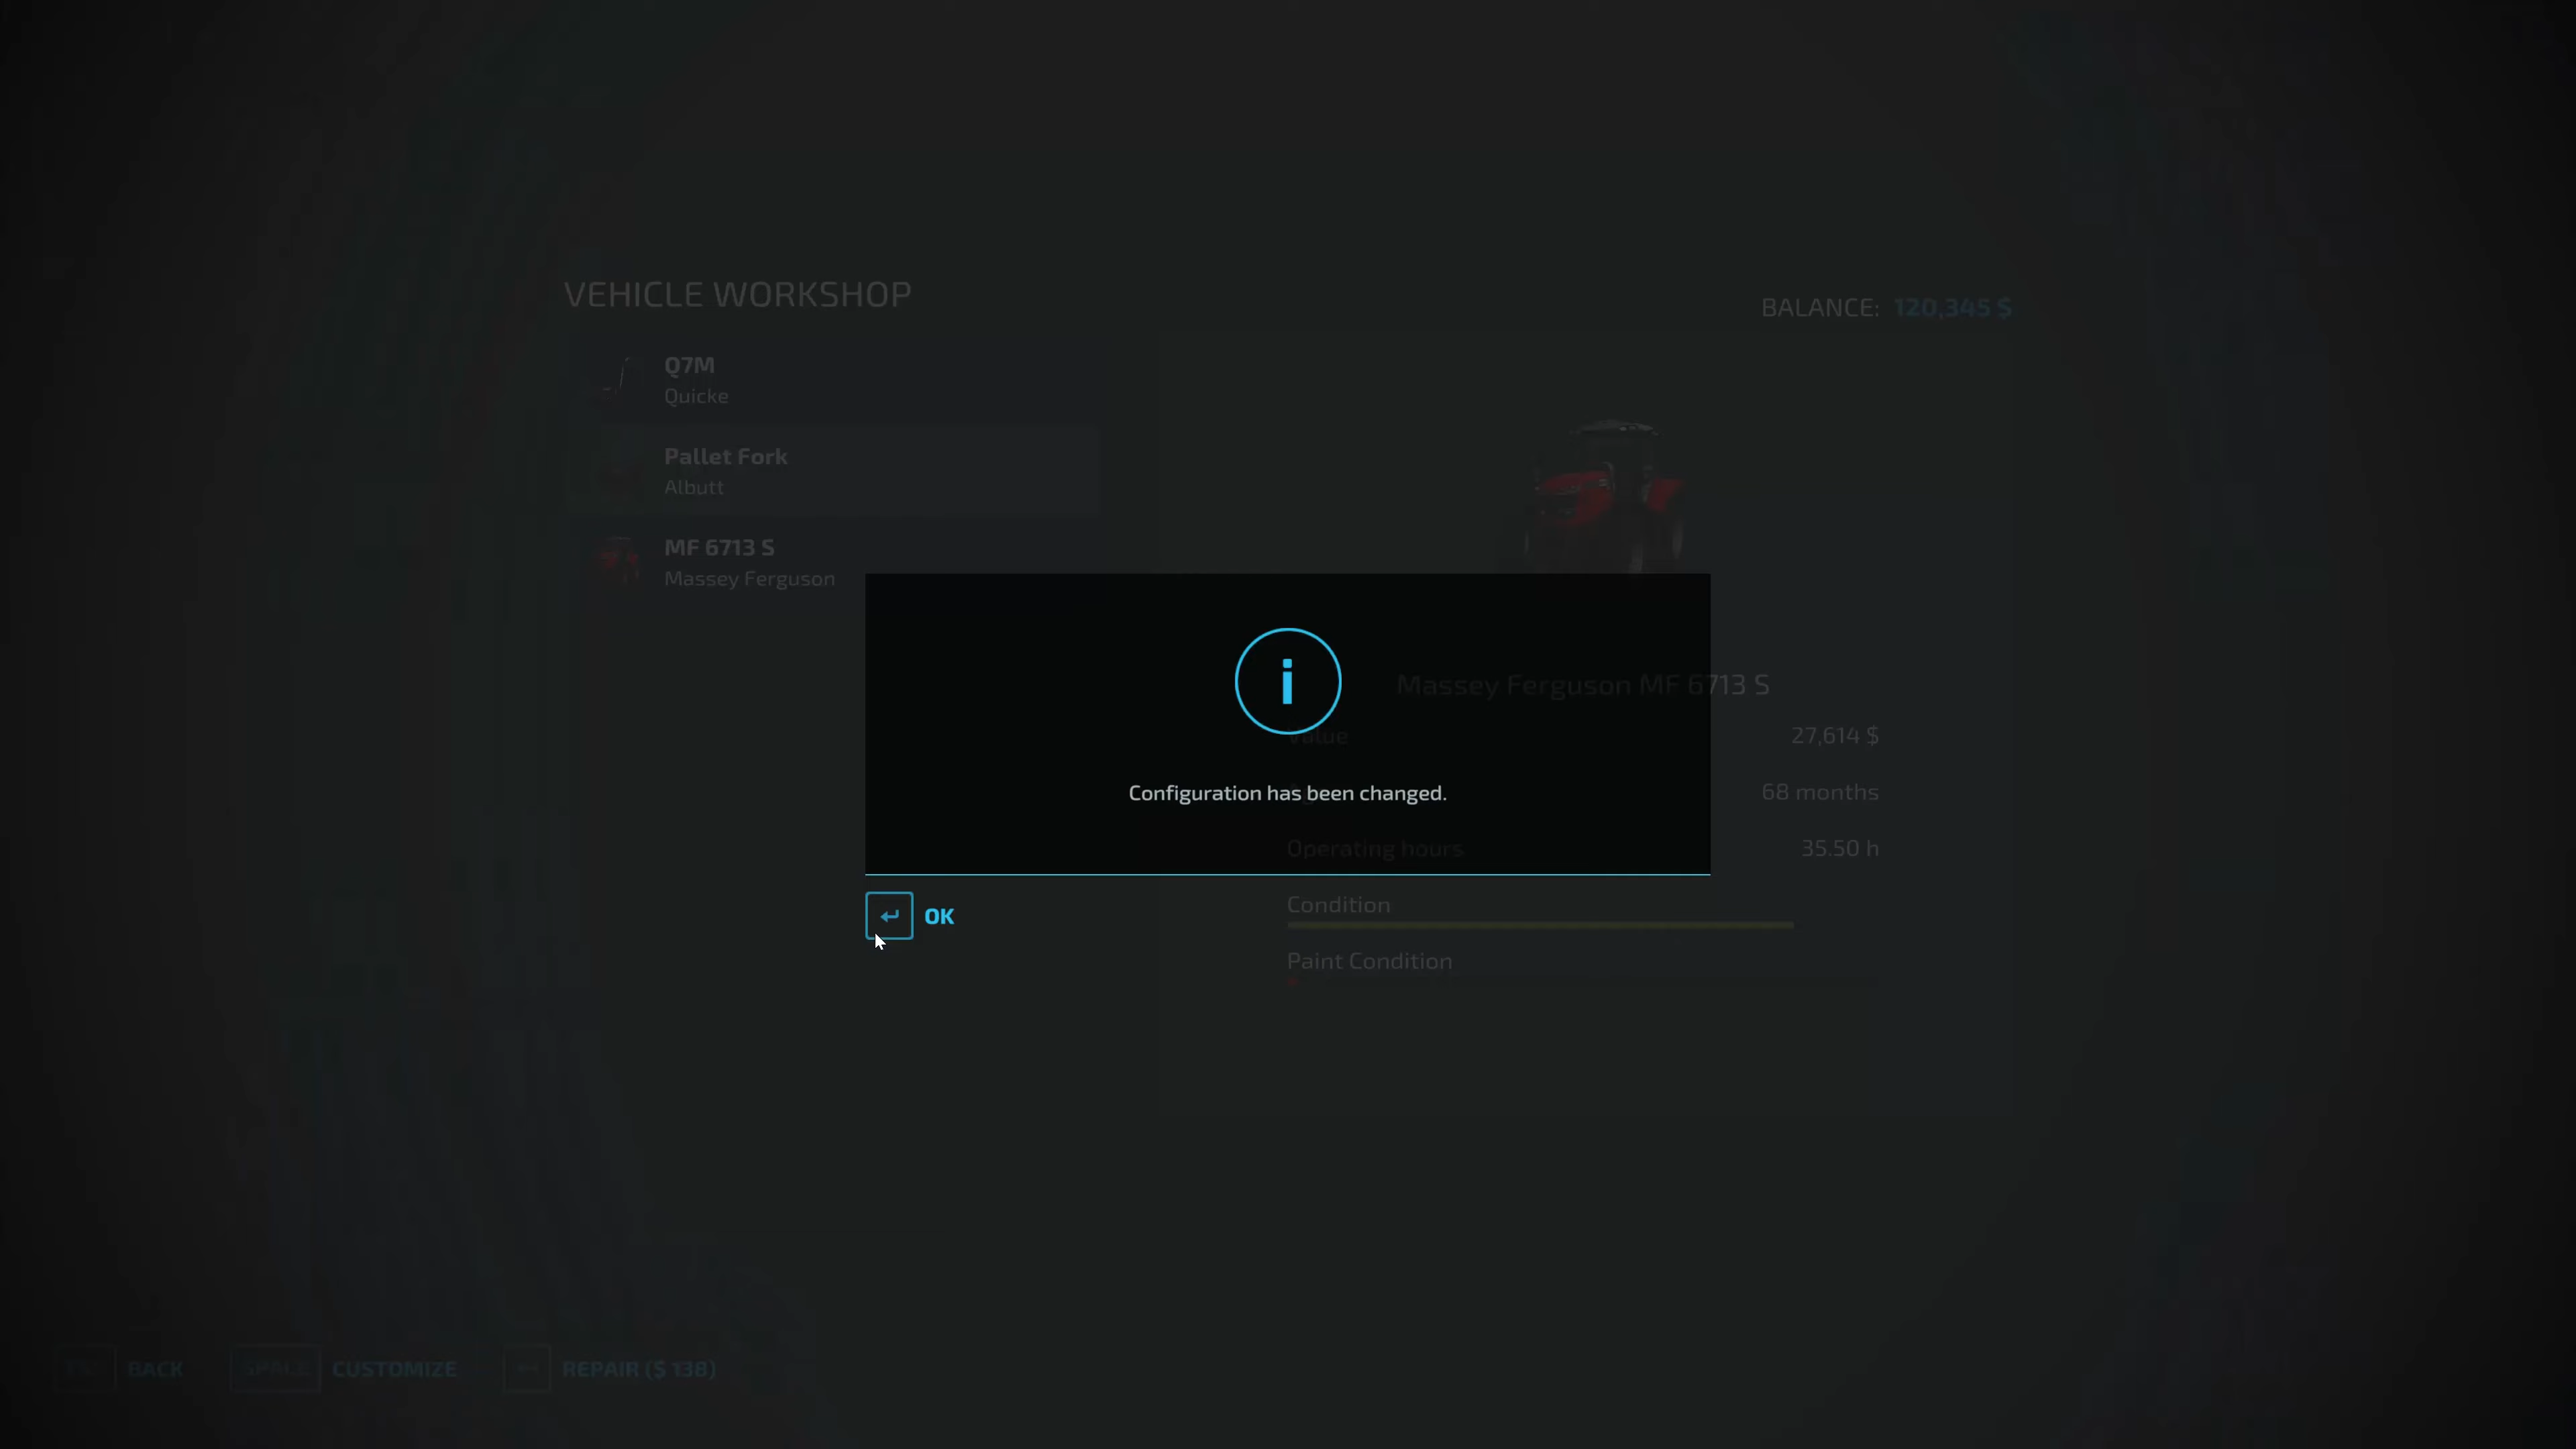 VEHICLE WORKSHOP
BALANCE: 120,345 $
Q7M
Quicke
Pallet Fork
Albutt
MF 6713 S
Massey Ferguson
Massey Ferguson MF 6713 S
Value 27,614 $
Configuration has been changed.
68 months
Operating hours 35.50 h
OK
Condition
Paint Condition
BACK
SPACE CUSTOMIZE
REPAIR ($ 138)